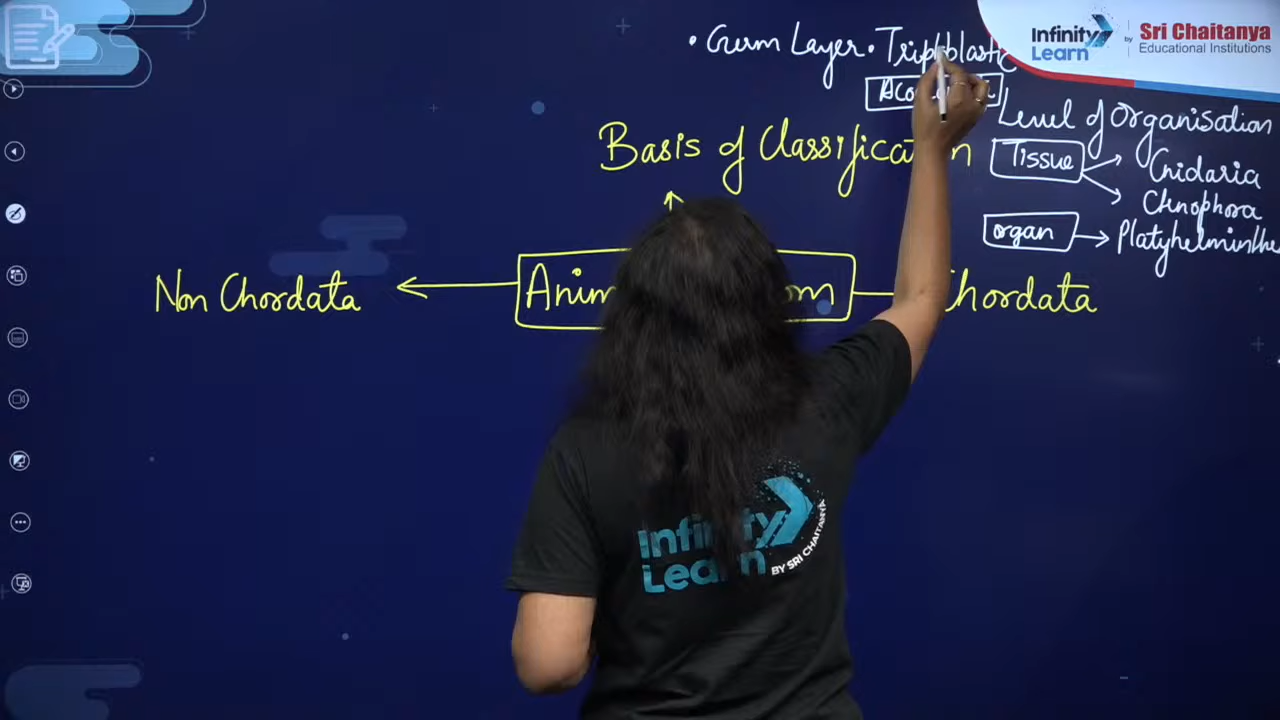 Infinity Learn by Sri Chaitanya Educational Institutions
• Germ Layer • Triploblastic
Level of Organisation
Basis of Classification
Tissue
Cnidaria
Ctenophora
organ
Platyhelminthe
Non Chordata
Chordata
Infinity
Learn
BY SRI CHAITANYA